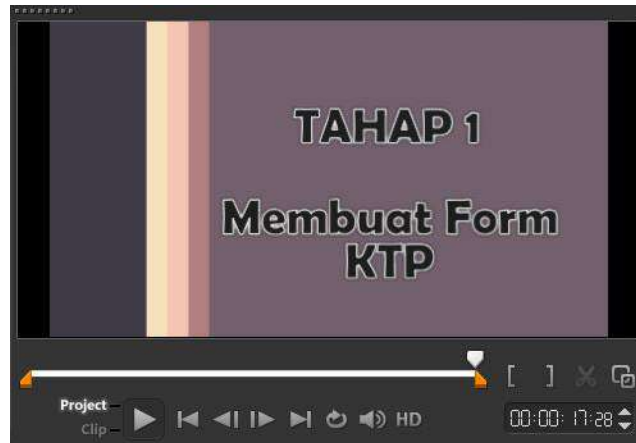 TAHAP 1
Membuat Form
KTP
[ ]
Project
Clip
HD
00:00:17:28